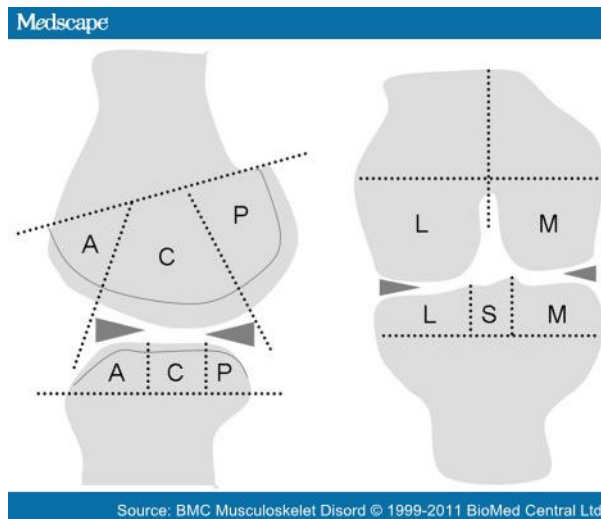 Medscape
A
C
P
A
C
P
L
M
L
S
M
Source: BMC Musculoskelet Disord © 1999-2011 BioMed Central Ltd